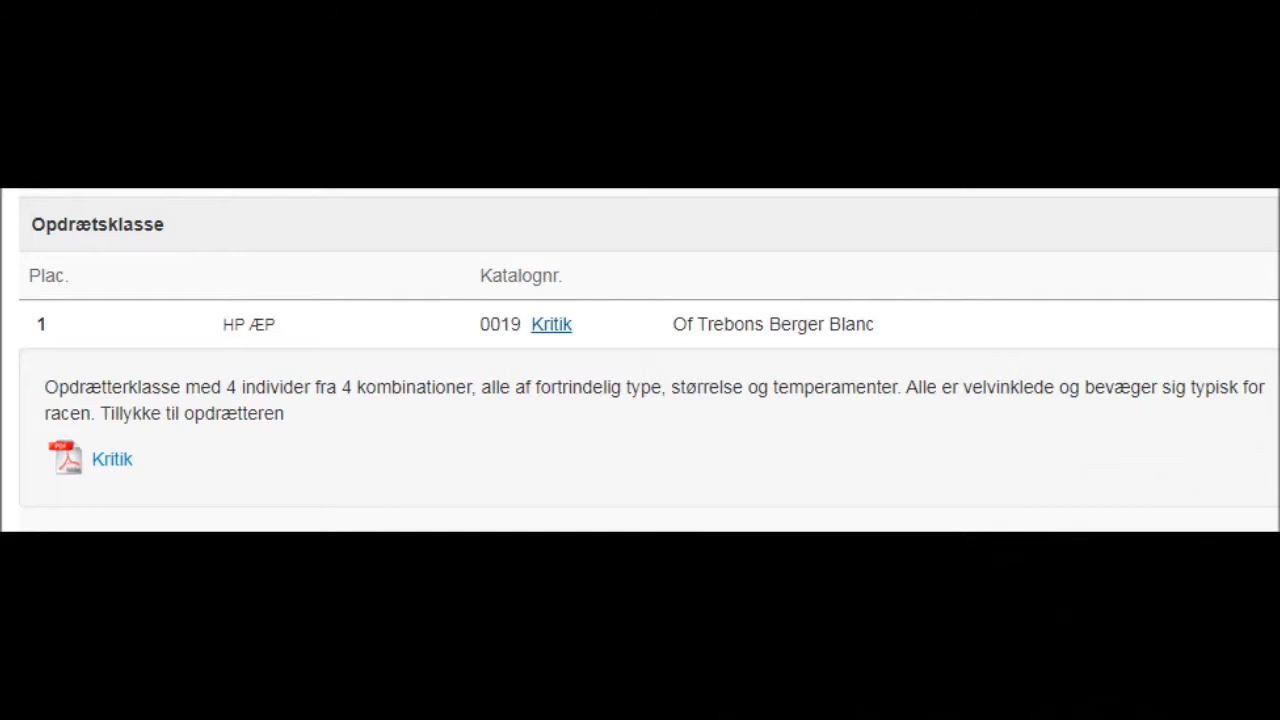 Opdrætsklasse
Plac. Katalognr.
1 HP ÆP 0019 Kritik Of Trebons Berger Blanc
Opdrætterklasse med 4 individer fra 4 kombinationer, alle af fortrindelig type, størrelse og temperamenter. Alle er velvinklede og bevæger sig typisk for
racen. Tillykke til opdrætteren
PDF
Kritik